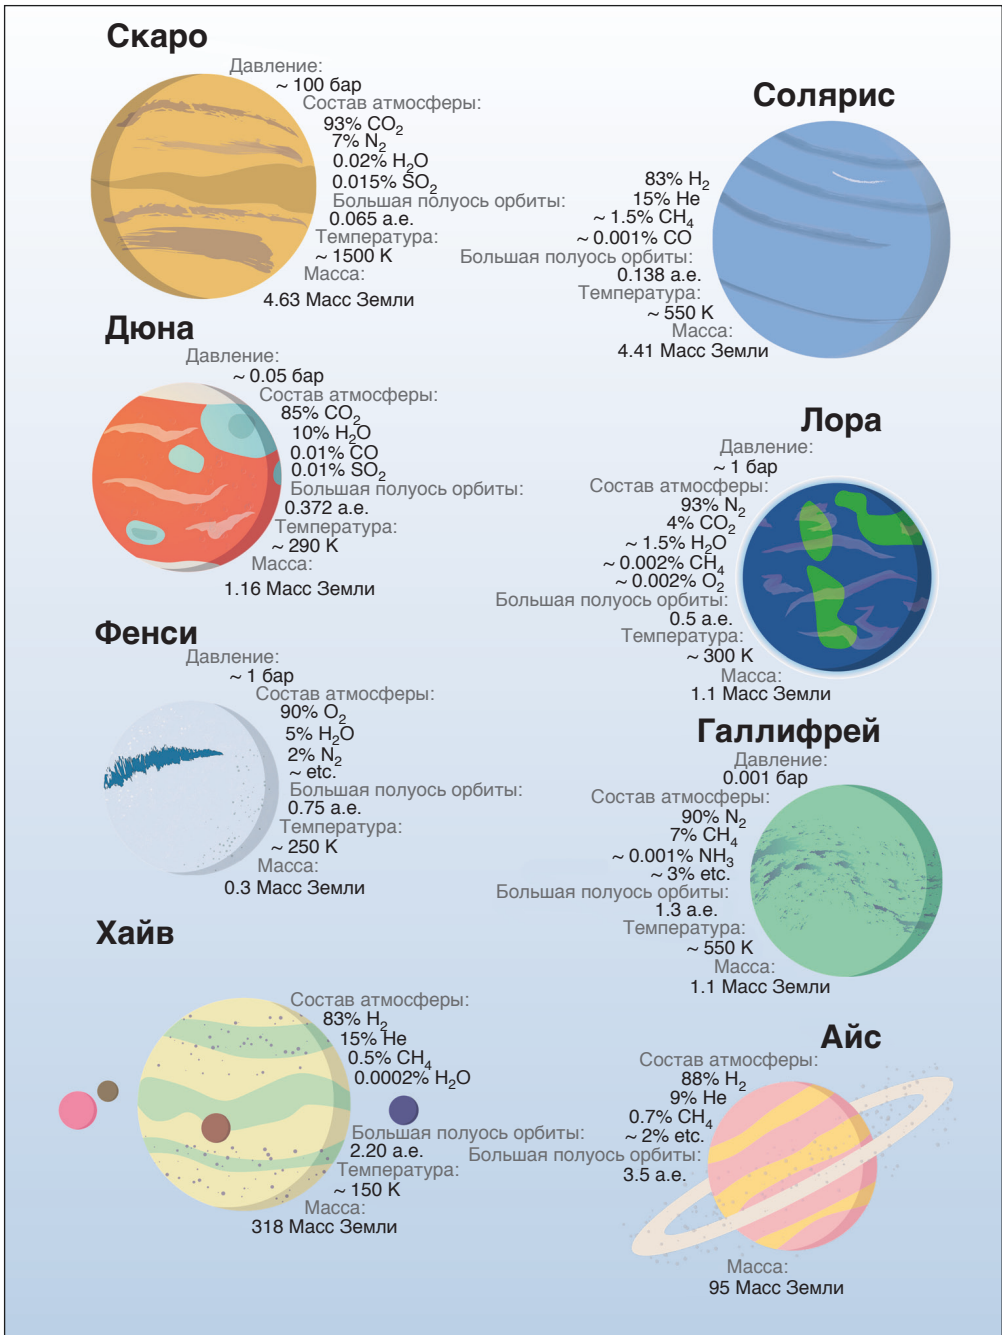 Скаро
Давление:
~ 100 бар
Состав атмосферы:
93% CO₂
7% N₂
0.02% H₂O
0.015% SO₂
Большая полуось орбиты:
0.065 а.е.
Температура:
~ 1500 K
Масса:
4.63 Масс Земли
Солярис
83% H₂
15% He
~ 1.5% CH₄
~ 0.001% CO
Большая полуось орбиты:
0.138 а.е.
Температура:
~ 550 K
Масса:
4.41 Масс Земли
Дюна
Давление:
~ 0.05 бар
Состав атмосферы:
85% CO₂
10% H₂O
0.01% CO
0.01% SO₂
Большая полуось орбиты:
0.372 а.е.
Температура:
~ 290 K
Масса:
1.16 Масс Земли
Лора
Давление:
~ 1 бар
Состав атмосферы:
93% N₂
4% CO₂
~ 1.5% H₂O
~ 0.002% CH₄
~ 0.002% O₂
Большая полуось орбиты:
0.5 а.е.
Температура:
~ 300 K
Масса:
1.1 Масс Земли
Фенси
Давление:
~ 1 бар
Состав атмосферы:
90% O₂
5% H₂O
2% N₂
~ etc.
Большая полуось орбиты:
0.75 а.е.
Температура:
~ 250 K
Масса:
0.3 Масс Земли
Галлифрей
Давление:
0.001 бар
Состав атмосферы:
90% N₂
7% CH₄
~ 0.001% NH₃
~ 3% etc.
Большая полуось орбиты:
1.3 а.е.
Температура:
~ 550 K
Масса:
1.1 Масс Земли
Хайв
Состав атмосферы:
83% H₂
15% He
0.5% CH₄
0.0002% H₂O
Большая полуось орбиты:
2.20 а.е.
Температура:
~ 150 K
Масса:
318 Масс Земли
Айс
Состав атмосферы:
88% H₂
9% He
0.7% CH₄
~ 2% etc.
Большая полуось орбиты:
3.5 а.е.
Масса:
95 Масс Земли